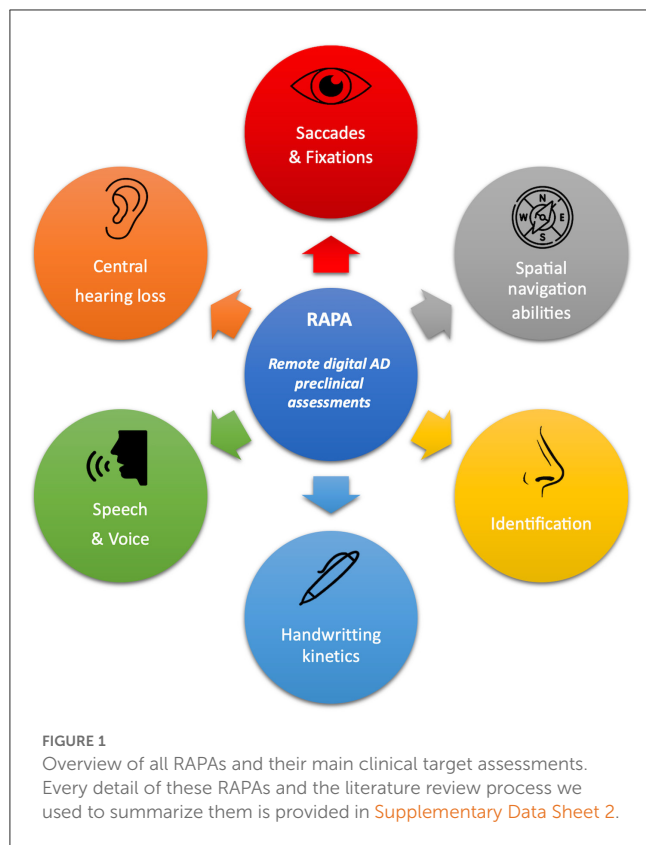 Saccades
& Fixations
N
W E
S
Spatial
navigation
abilities
Central
hearing loss
RAPA
Remote digital AD
preclinical
assessments
Speech
& Voice
Identification
Handwritting
kinetics
FIGURE 1
Overview of all RAPAs and their main clinical target assessments.
Every detail of these RAPAs and the literature review process we
used to summarize them is provided in Supplementary Data Sheet 2.